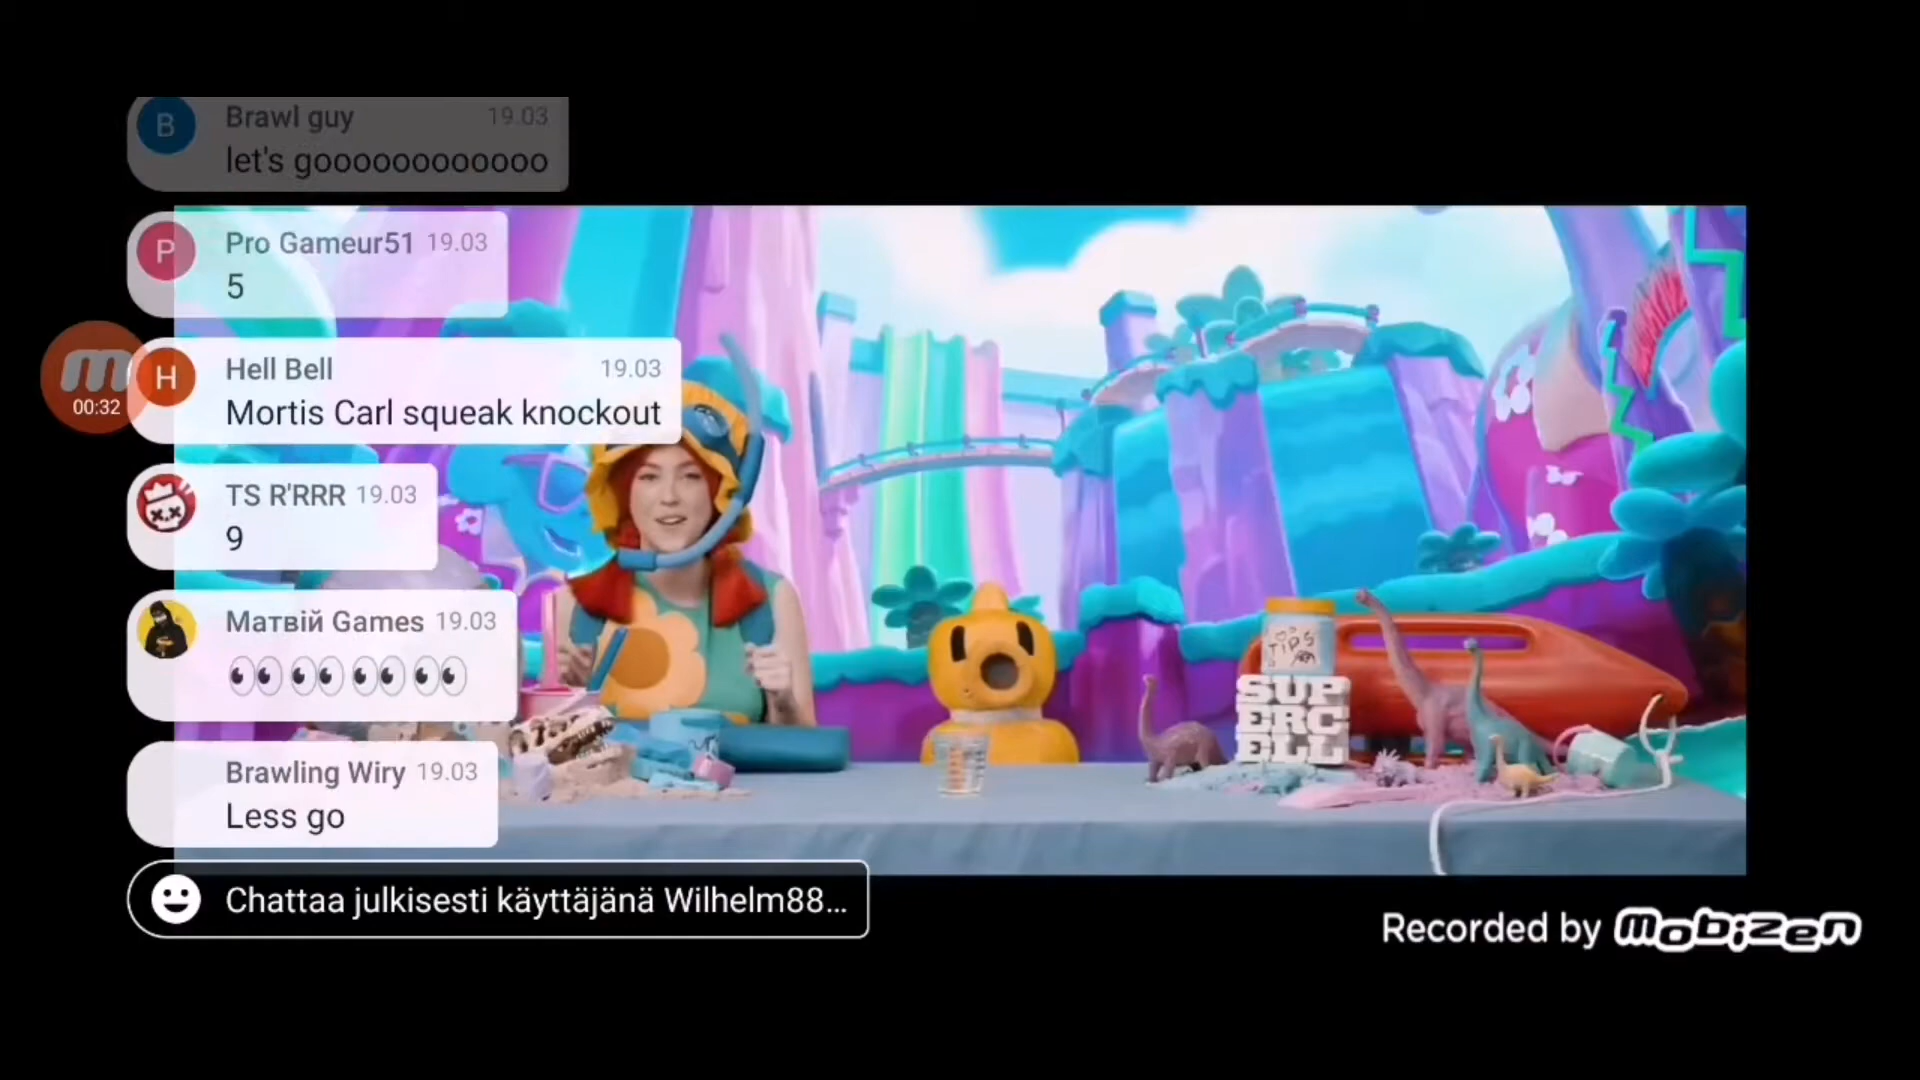 Brawl guy 19.03
let's goooooooooooo
Pro Gameur51 19.03
5
Hell Bell 19.03
Mortis Carl squeak knockout
00:32
TS R'RRR 19.03
9
Матвій Games 19.03
Brawling Wiry 19.03
Less go
Chattaa julkisesti käyttäjänä Wilhelm88...
TIPS
SUP
ERC
ELL
Recorded by mobizen